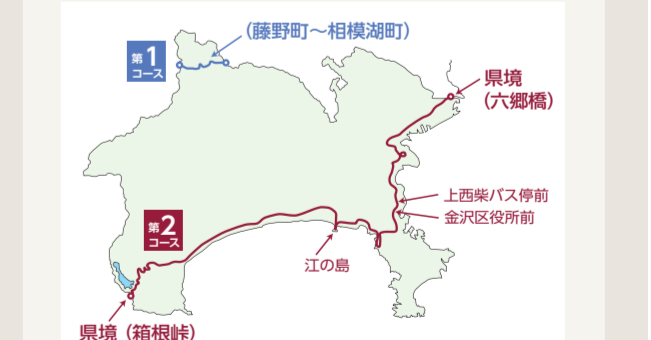 (藤野町～相模湖町)
第1
コース
県境
(六郷橋)
上西柴バス停前
金沢区役所前
第2
コース
江の島
県境(箱根峠)